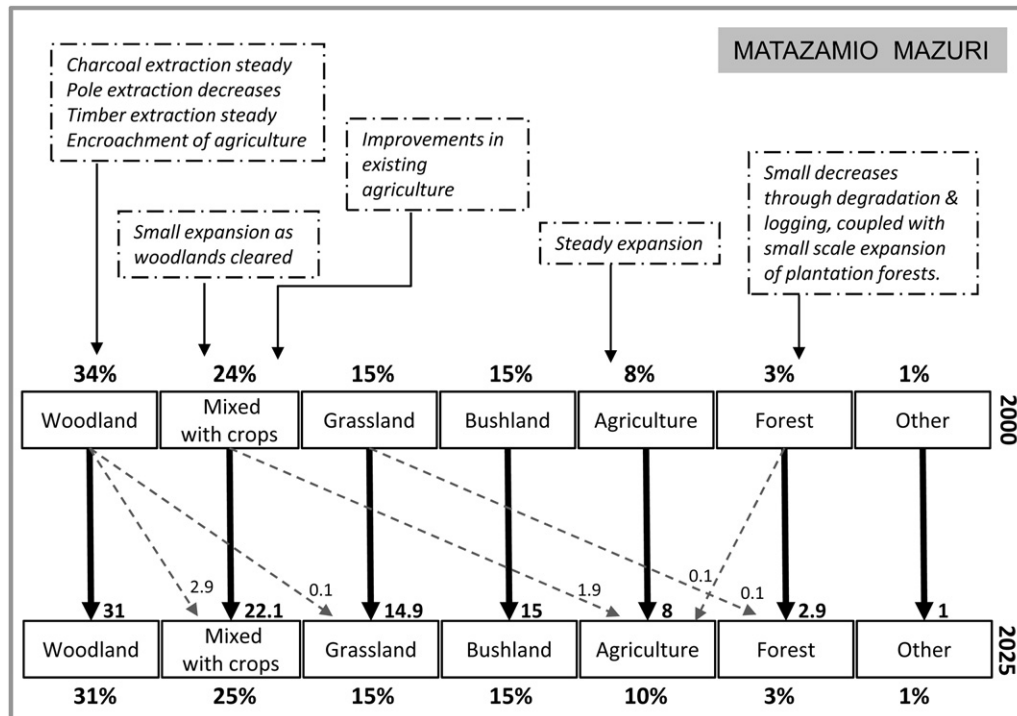 MATAZAMIO MAZURI
Charcoal extraction steady
Pole extraction decreases
Timber extraction steady
Encroachment of agriculture
Improvements in
existing
agriculture
Small expansion as
woodlands cleared
Steady expansion
Small decreases
through degradation &
logging, coupled with
small scale expansion
of plantation forests.
34% 24% 15% 15% 8% 3% 1%
Woodland
Mixed
with crops
Grassland
Bushland
Agriculture
Forest
Other
2000
2.9 0.1 1.9 0.1 0.1
31 22.1 14.9 15 8 2.9 1
Woodland
Mixed
with crops
Grassland
Bushland
Agriculture
Forest
Other
2025
31% 25% 15% 15% 10% 3% 1%